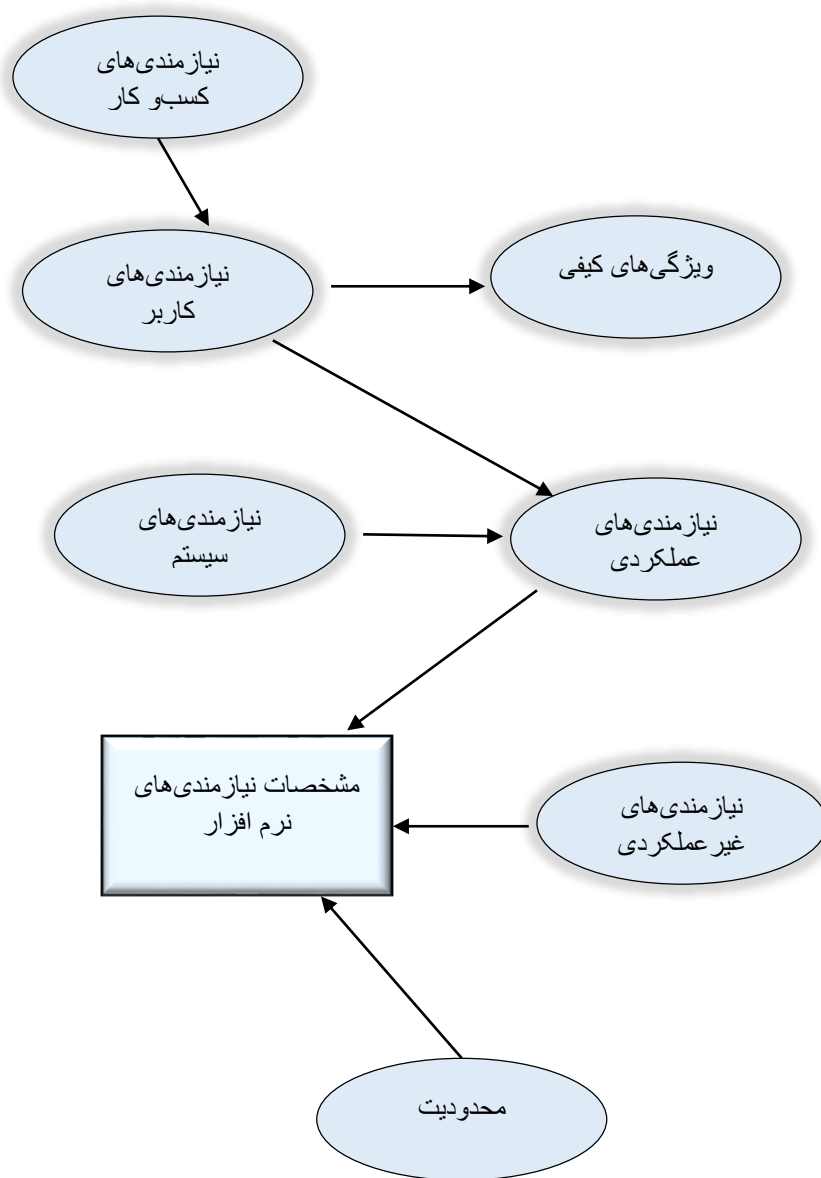 نیازمندی‌های
کسب‌و کار
نیازمندی‌های
کاربر
ویژگی‌های کیفی
نیازمندی‌های
سیستم
نیازمندی‌های
عملکردی
مشخصات نیازمندی‌های
نرم افزار
نیازمندی‌های
غیرعملکردی
محدودیت